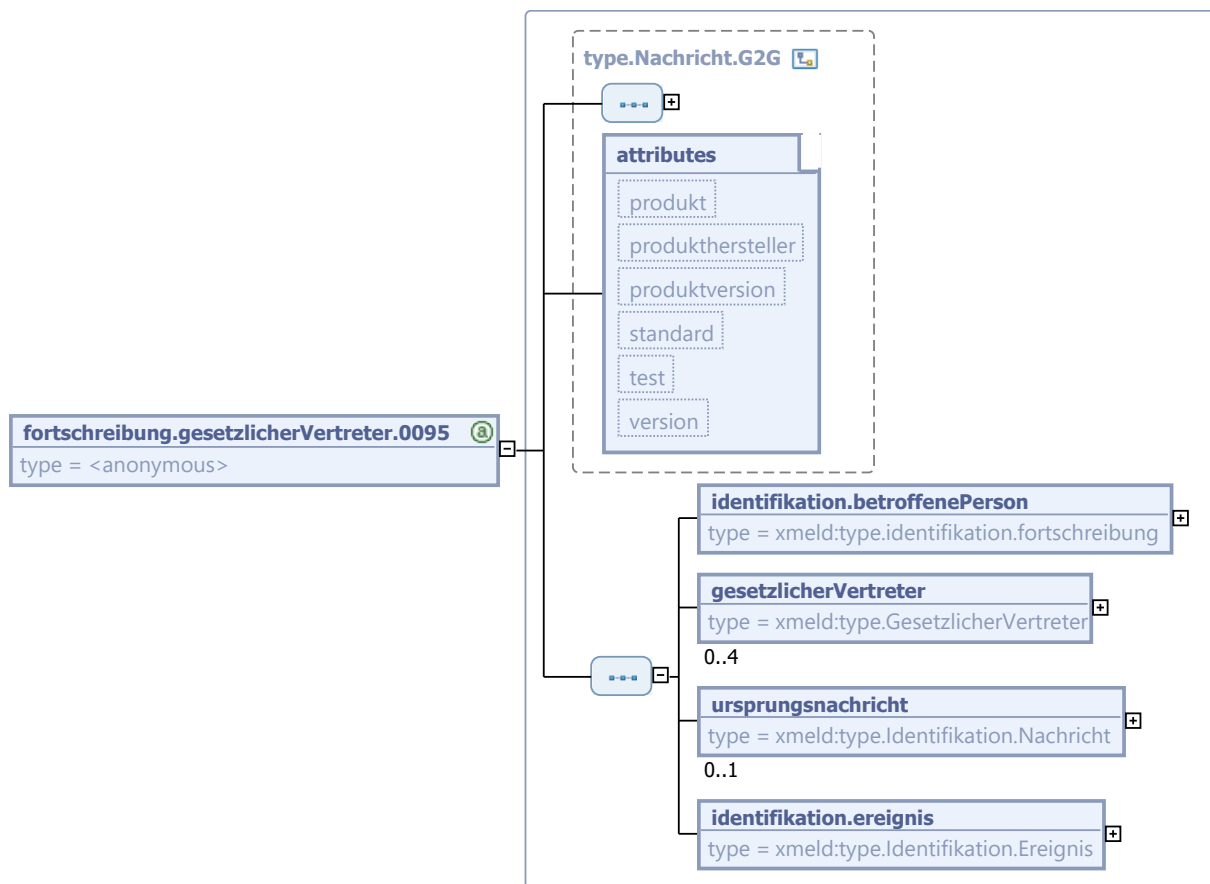 type.Nachricht.G2G
attributes
produkt
produkthersteller
produktversion
standard
test
version
fortschreibung.gesetzlicherVertreter.0095 a
type = <anonymous>
identifikation.betroffenePerson
type = xmeld:type.identifikation.fortschreibung
gesetzlicherVertreter
type = xmeld:type.GesetzlicherVertreter
0..4
ursprungsnachricht
type = xmeld:type.Identifikation.Nachricht
0..1
identifikation.ereignis
type = xmeld:type.Identifikation.Ereignis